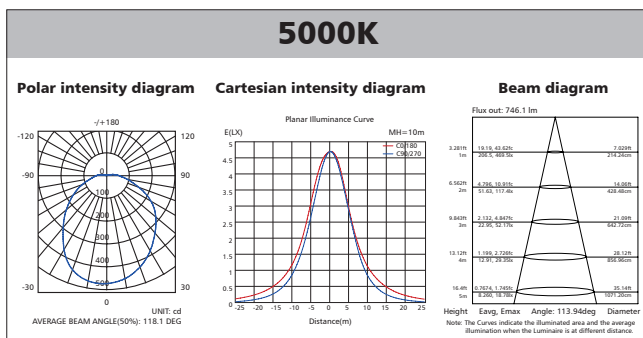 5000K
Polar intensity diagram
-/+180
-120
120
-90
90
0
100
200
300
400
500
-30
30
0
UNIT: cd
AVERAGE BEAM ANGLE(50%): 118.1 DEG
Cartesian intensity diagram
Planar Illuminance Curve
E(LX)
MH=10m
C0/180
C90/270
5
4.5
4
3.5
3
2.5
2
1.5
1
0.5
0
-25 -20 -15 -10 -5 0 5 10 15 20 25
Distance(m)
Beam diagram
Flux out: 746.1 lm
3.281ft 19.19, 43.62fc 7.029ft
1m 206.5, 469.5lx 214.24cm
6.562ft 4.796, 10.91fc 14.06ft
2m 51.63, 117.4lx 428.48cm
9.843ft 2.132, 4.847fc 21.09ft
3m 22.95, 52.17lx 642.72cm
13.12ft 1.199, 2.726fc 28.12ft
4m 12.91, 29.35lx 856.96cm
16.4ft 0.7674, 1.745fc 35.14ft
5m 8.260, 18.78lx 1071.20cm
Height Eavg, Emax Angle: 113.94deg Diameter
Note: The Curves indicate the illuminated area and the average
illumination when the Luminaire is at different distance.